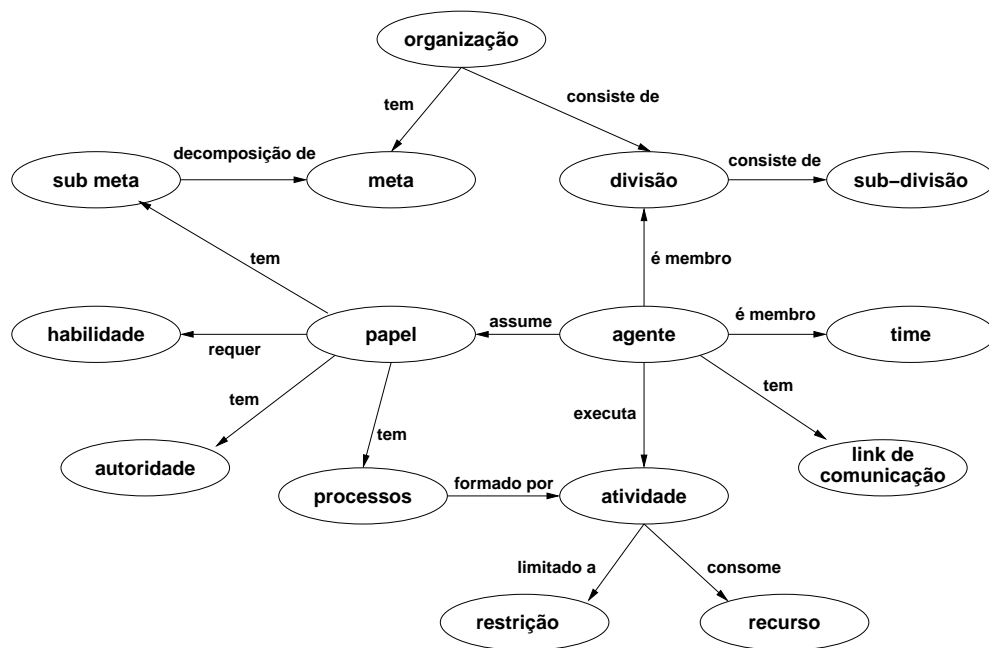 organização
tem
consiste de
decomposição de
consiste de
sub meta
meta
divisão
sub−divisão
tem
é membro
habilidade
requer
papel
assume
agente
é membro
time
tem
tem
executa
tem
autoridade
processos
formado por
atividade
link de
comunicação
limitado a
consome
restrição
recurso